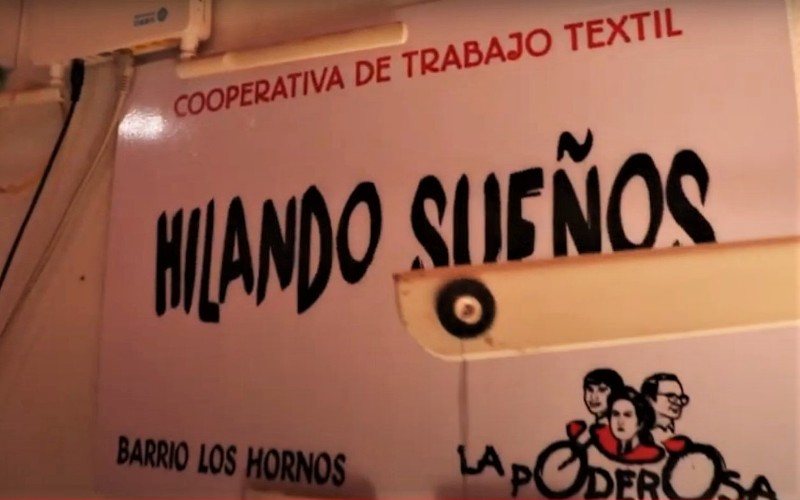 COOPERATIVA DE TRABAJO TEXTIL
HILANDO SUEÑOS
BARRIO LOS HORNOS
LA PODEROSA